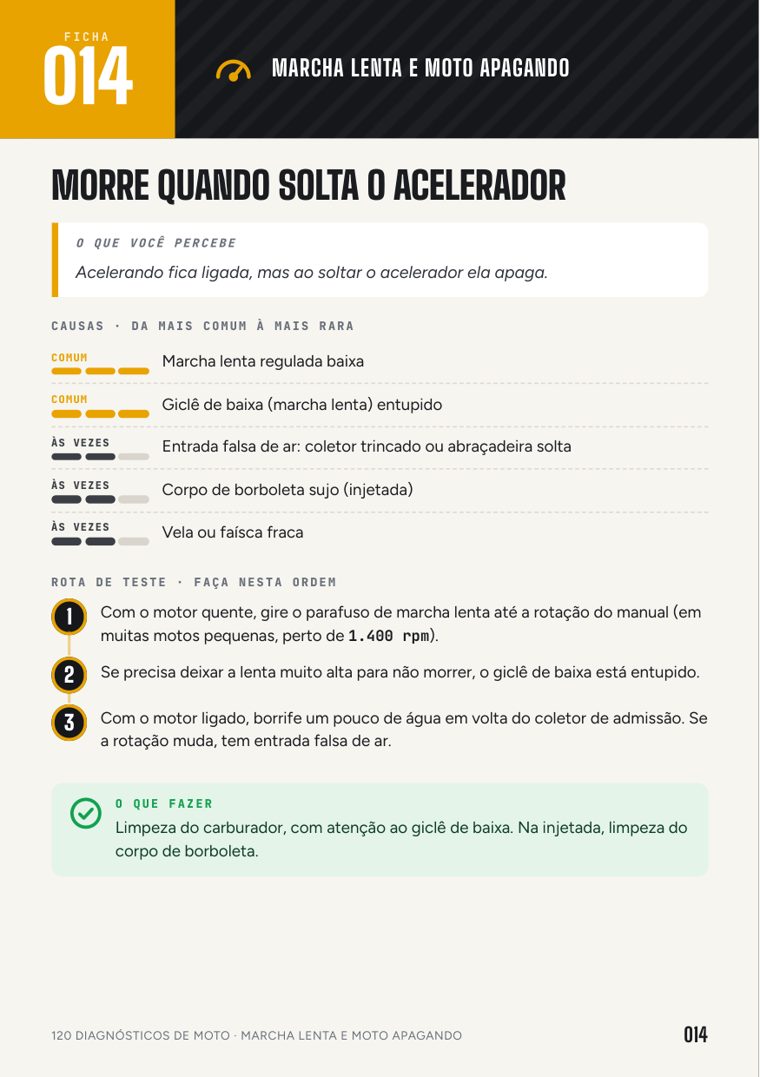 FICHA
014
MARCHA LENTA E MOTO APAGANDO
MORRE QUANDO SOLTA O ACELERADOR
O QUE VOCÊ PERCEBE
Acelerando fica ligada, mas ao soltar o acelerador ela apaga.
CAUSAS · DA MAIS COMUM À MAIS RARA
COMUM
Marcha lenta regulada baixa
COMUM
Giclê de baixa (marcha lenta) entupido
ÀS VEZES
Entrada falsa de ar: coletor trincado ou abraçadeira solta
ÀS VEZES
Corpo de borboleta sujo (injetada)
ÀS VEZES
Vela ou faísca fraca
ROTA DE TESTE · FAÇA NESTA ORDEM
1
Com o motor quente, gire o parafuso de marcha lenta até a rotação do manual (em
muitas motos pequenas, perto de 1.400 rpm).
2
Se precisa deixar a lenta muito alta para não morrer, o giclê de baixa está entupido.
3
Com o motor ligado, borrife um pouco de água em volta do coletor de admissão. Se
a rotação muda, tem entrada falsa de ar.
O QUE FAZER
Limpeza do carburador, com atenção ao giclê de baixa. Na injetada, limpeza do
corpo de borboleta.
120 DIAGNÓSTICOS DE MOTO · MARCHA LENTA E MOTO APAGANDO
014